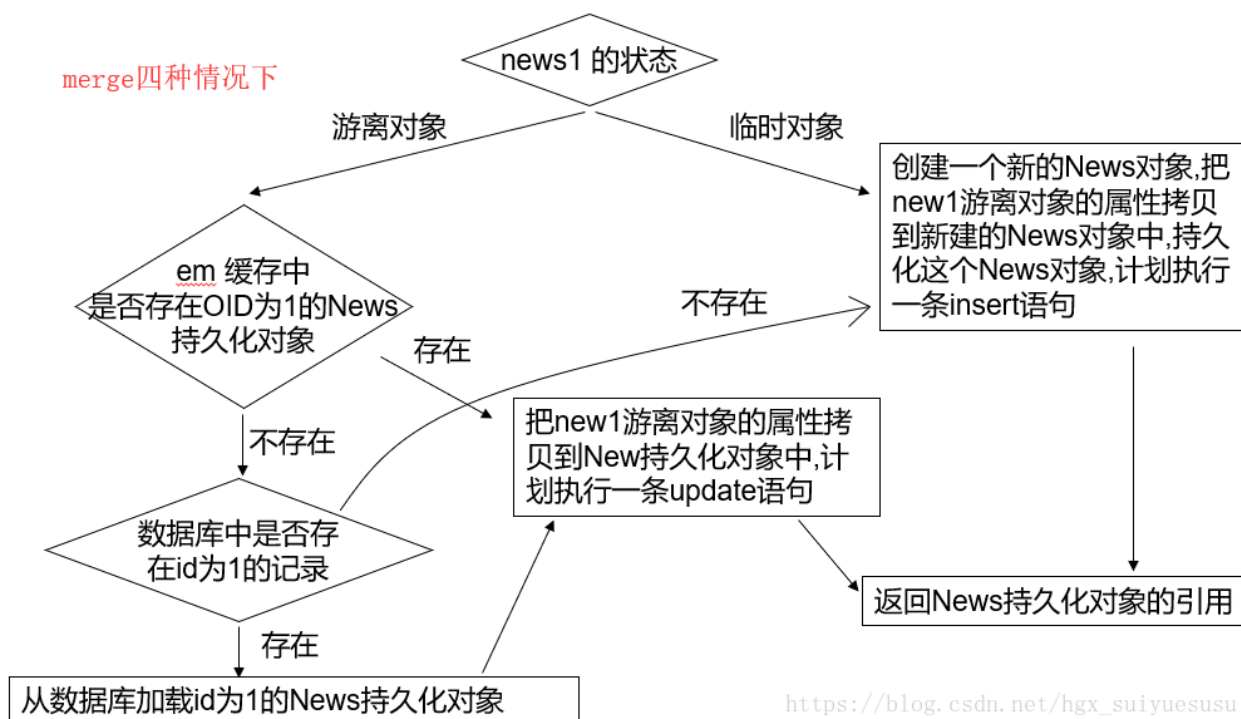 news1 的状态
merge四种情况下
游离对象
临时对象
创建一个新的News对象,把
new1游离对象的属性拷贝
到新建的News对象中,持久
化这个News对象,计划执行
一条insert语句
em 缓存中
是否存在OID为1的News
持久化对象
不存在
存在
把new1游离对象的属性拷
贝到New持久化对象中,计
划执行一条update语句
不存在
数据库中是否存
在id为1的记录
返回News持久化对象的引用
存在
从数据库加载id为1的News持久化对象
https://blog.csdn.net/hgx_suiyuesusu